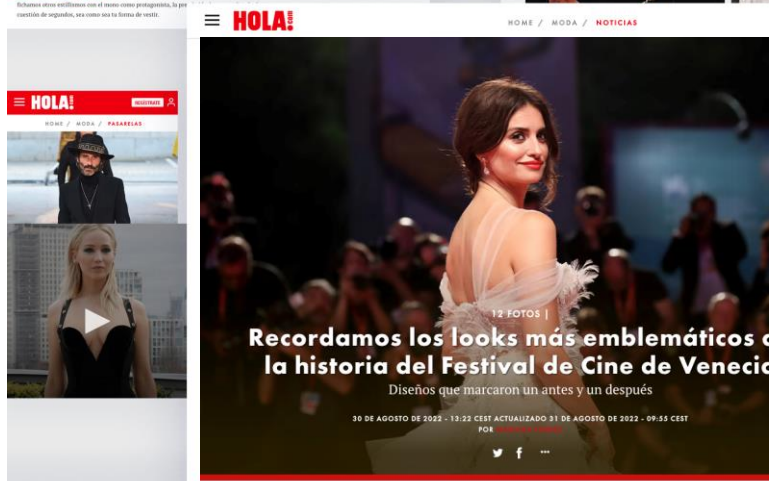 fichamos otros estilismos con el mono como protagonista, la pre
cuestión de segundos, sea como sea tu forma de vestir.
HOLA!
REGÍSTRATE
HOME / MODA / PASARELAS
HOLA!.com
HOME / MODA / NOTICIAS
12 FOTOS |
Recordamos los looks más emblemáticos d
la historia del Festival de Cine de Venecia
Diseños que marcaron un antes y un después
30 DE AGOSTO DE 2022 - 13:22 CEST ACTUALIZADO 31 DE AGOSTO DE 2022 - 09:55 CEST
POR